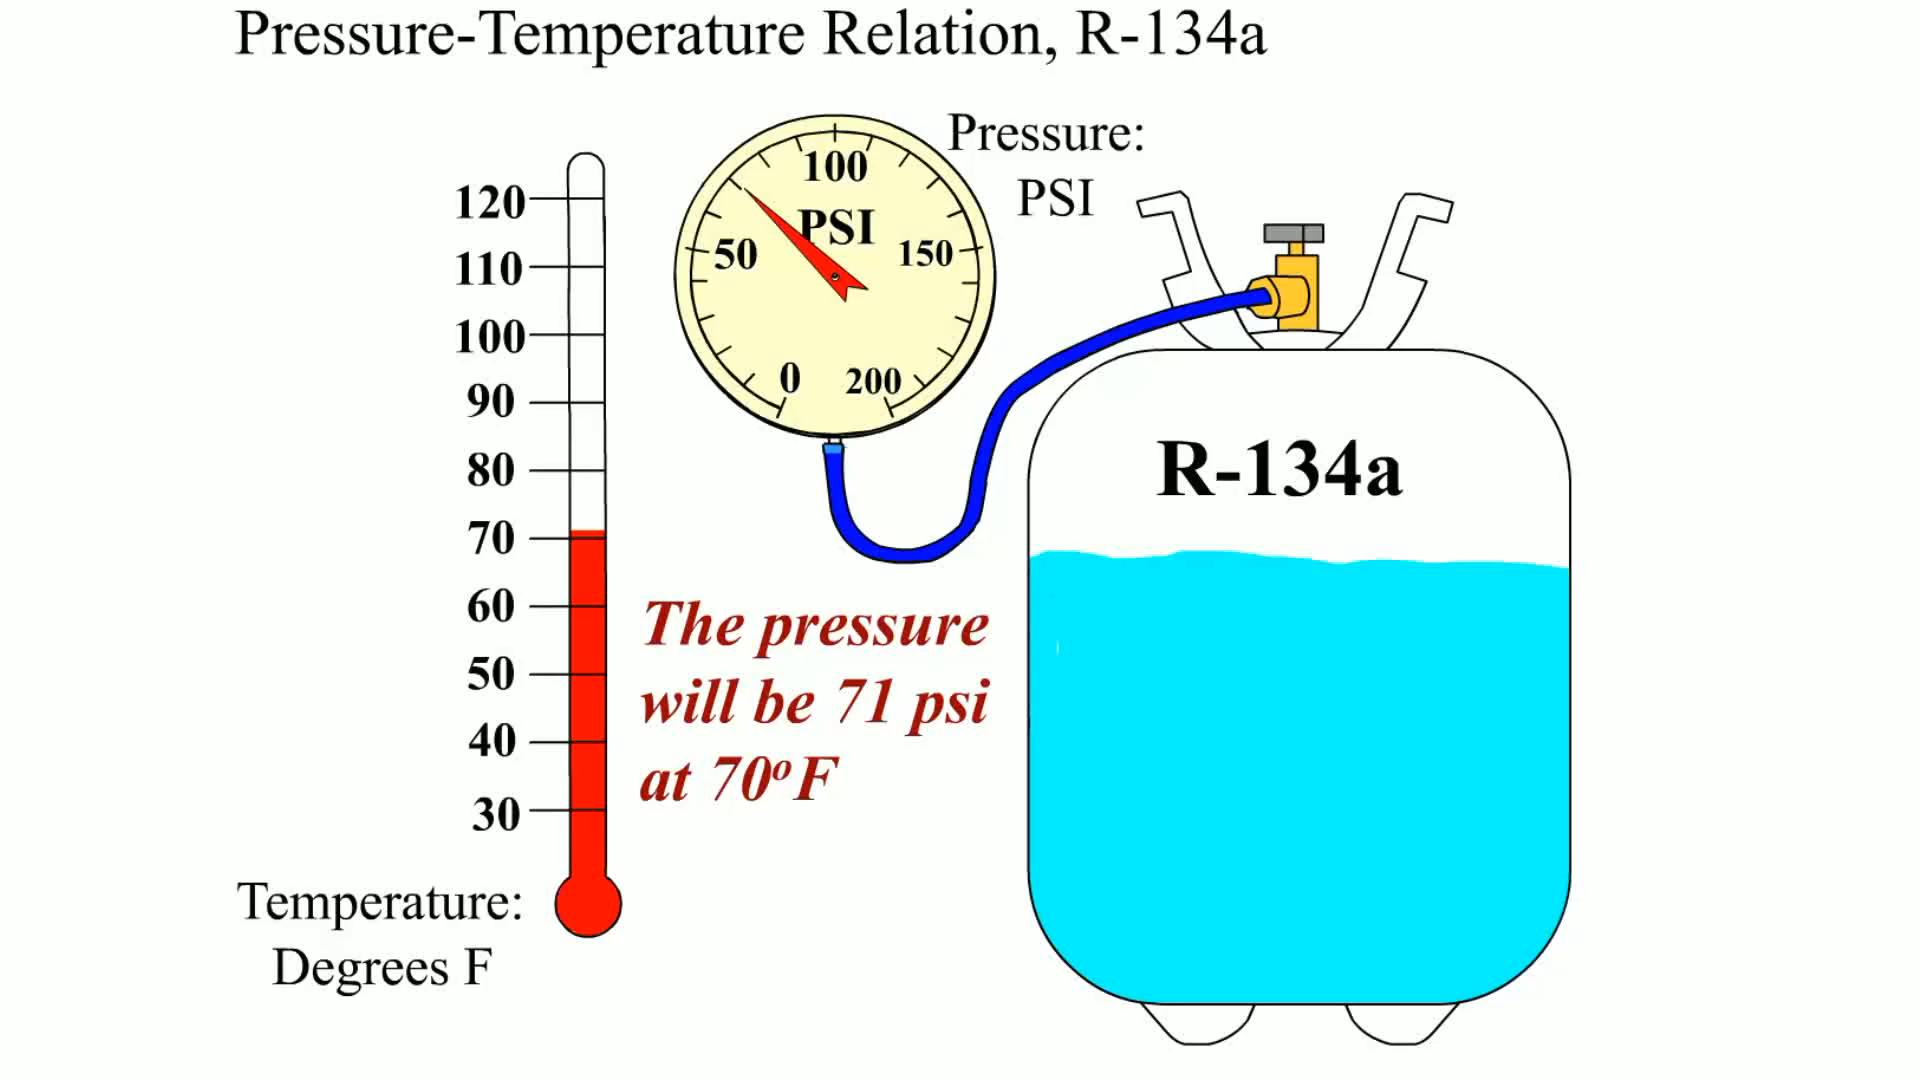 Pressure-Temperature Relation, R-134a
Pressure:
PSI
120
110
100
90
80
70
60
50
40
30
Temperature:
Degrees F
100
PSI
50
150
0
200
R-134a
The pressure
will be 71 psi
at 70ºF